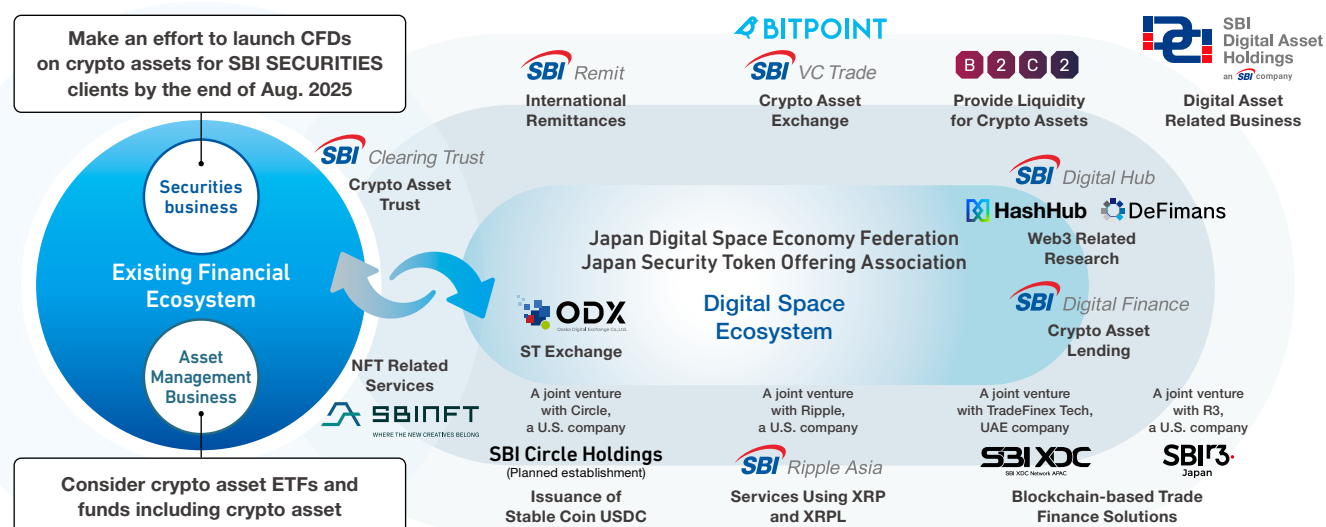 Make an effort to launch CFDs
on crypto assets for SBI SECURITIES
clients by the end of Aug. 2025
Securities
business
Existing Financial
Ecosystem
Asset
Management
Business
Consider crypto asset ETFs and
funds including crypto asset
SBI Clearing Trust
Crypto Asset
Trust
NFT Related
Services
SBINFT
WHERE THE NEW CREATIVES BELONG
SBI Remit
International
Remittances
BITPOINT
SBI VC Trade
Crypto Asset
Exchange
B2C2
Provide Liquidity
for Crypto Assets
SBI
Digital Asset
Holdings
an SBI company
Digital Asset
Related Business
SBI Digital Hub
HashHub
DeFimans
Web3 Related
Research
SBI Digital Finance
Crypto Asset
Lending
Japan Digital Space Economy Federation
Japan Security Token Offering Association
Digital Space
Ecosystem
ODX
Osaka Digital Exchange Co.,Ltd.
ST Exchange
A joint venture
with Circle,
a U.S. company
SBI Circle Holdings
(Planned establishment)
Issuance of
Stable Coin USDC
A joint venture
with Ripple,
a U.S. company
SBI Ripple Asia
Services Using XRP
and XRPL
A joint venture
with TradeFinex Tech,
UAE company
SBI XDC
SBI XDC Network APAC
A joint venture
with R3,
a U.S. company
SBI r3.
Japan
Blockchain-based Trade
Finance Solutions